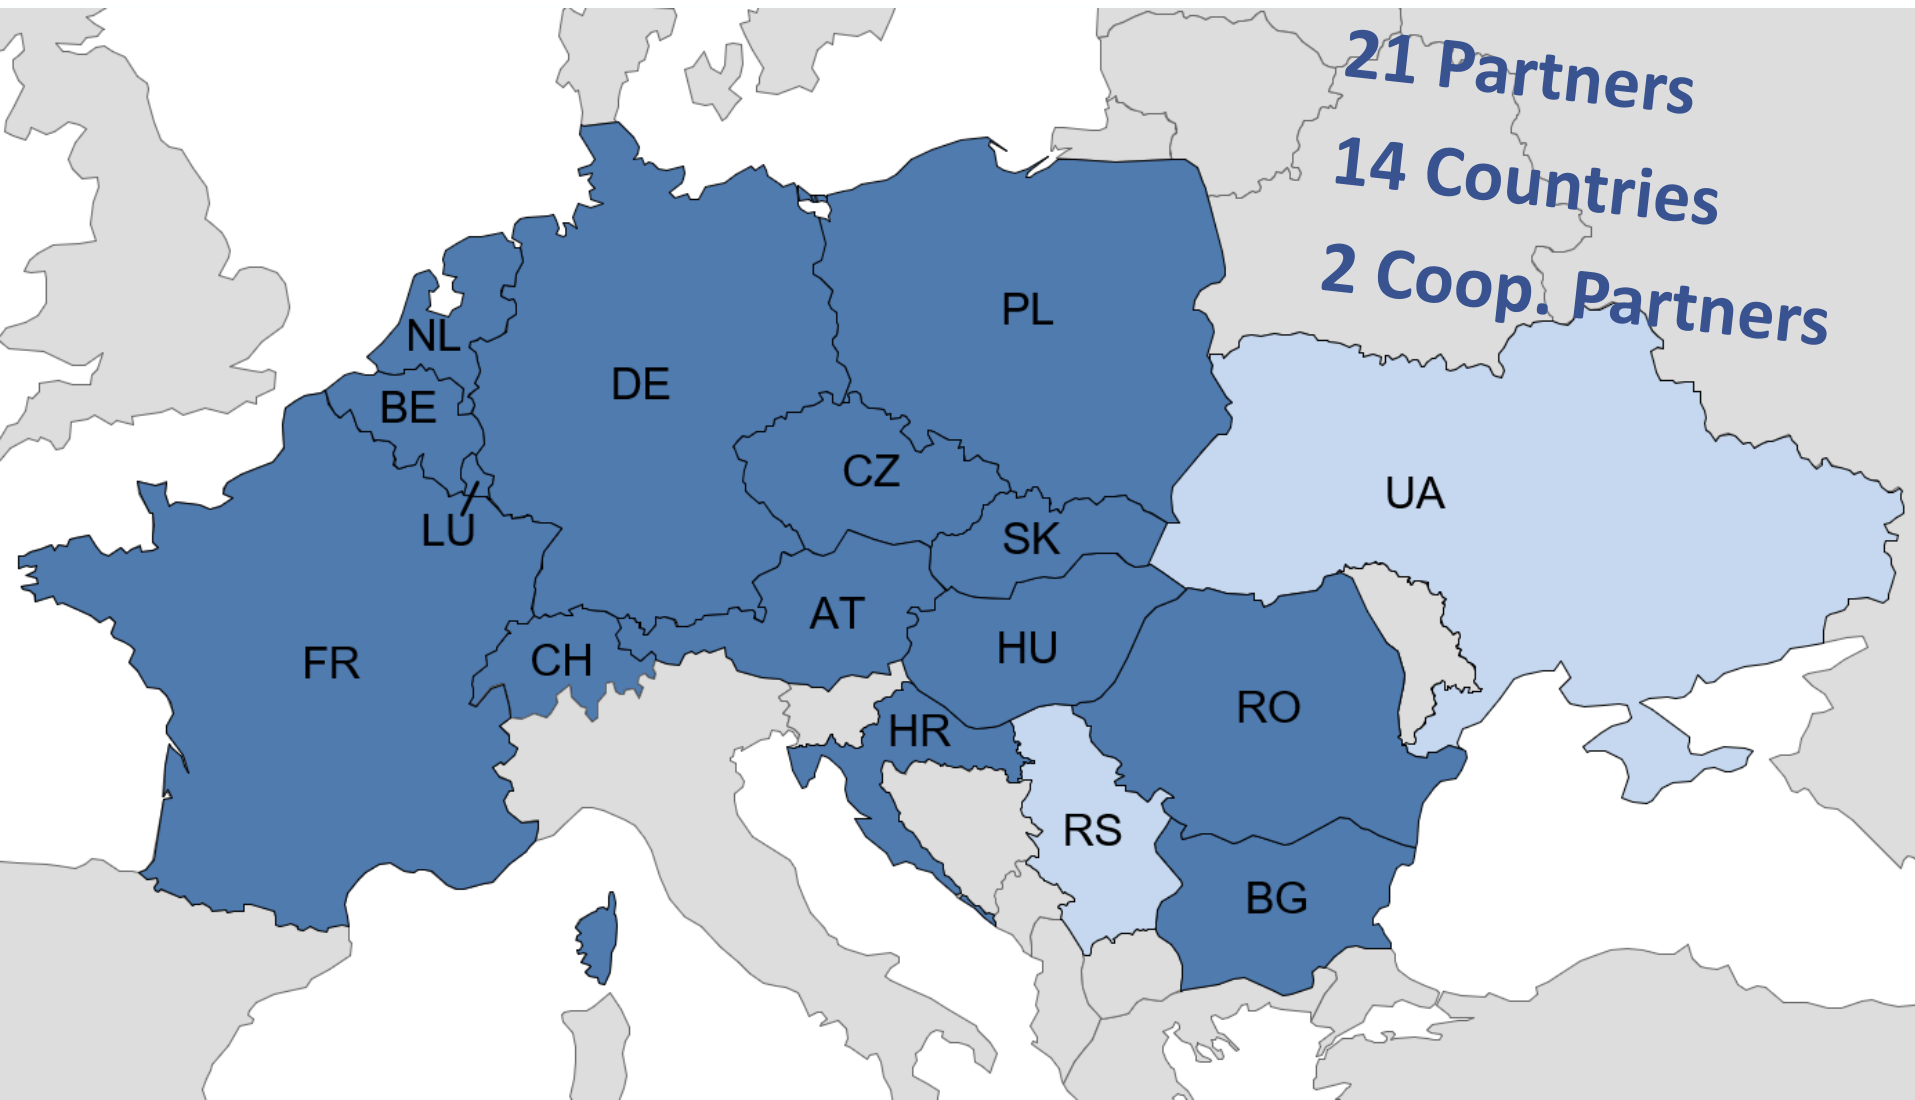 21 Partners
14 Countries
2 Coop. Partners
PL
NL
DE
BE
CZ
UA
LU
SK
AT
HU
FR
CH
RO
HR
RS
BG